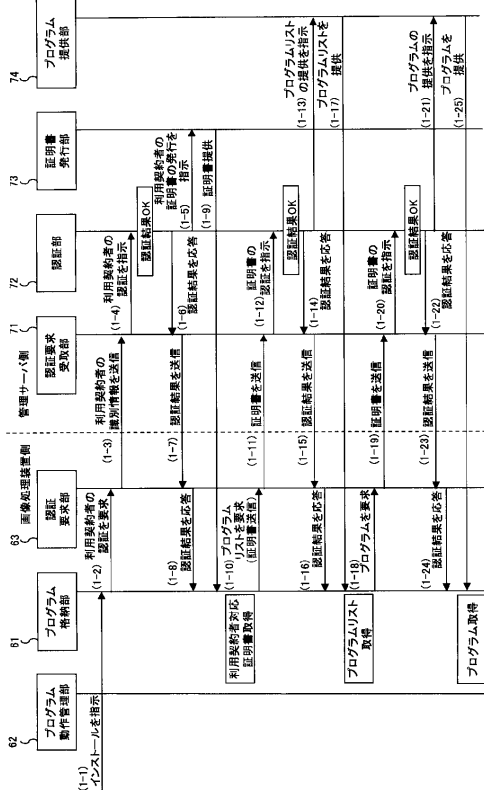 画像処理装置側
管理サーバ側
62
プログラム
動作管理部
61
プログラム
格納部
63
認証
要求部
71
認証要求
受取部
72
認証部
73
証明書
発行部
74
プログラム
提供部
(1-1)
インストールを指示
(1-2)
利用契約者の
認証を要求
(1-3)
利用契約者の
識別情報を送信
(1-4)
利用契約者の
認証を指示
認証結果OK
利用契約者の
証明書の発行を
指示
(1-5)
(1-6)
認証結果を応答
(1-7)
認証結果を送信
(1-8)
認証結果を応答
(1-9)
証明書提供
利用契約者対応
証明書取得
(1-10)
プログラム
リストを要求
(証明書送信)
(1-11)
証明書を送信
(1-12)
証明書の
認証を指示
認証結果OK
(1-13)
プログラムリスト
の提供を指示
(1-14)
認証結果を応答
(1-15)
認証結果を送信
(1-16)
認証結果を応答
プログラムリストを
提供
(1-17)
プログラムリスト
取得
(1-18)
プログラムを要求
(1-19)
証明書を送信
(1-20)
証明書の
認証を指示
認証結果OK
プログラムの
提供を指示
(1-21)
(1-22)
認証結果を応答
(1-23)
認証結果を送信
(1-24)
認証結果を応答
プログラムを
提供
(1-25)
プログラム取得